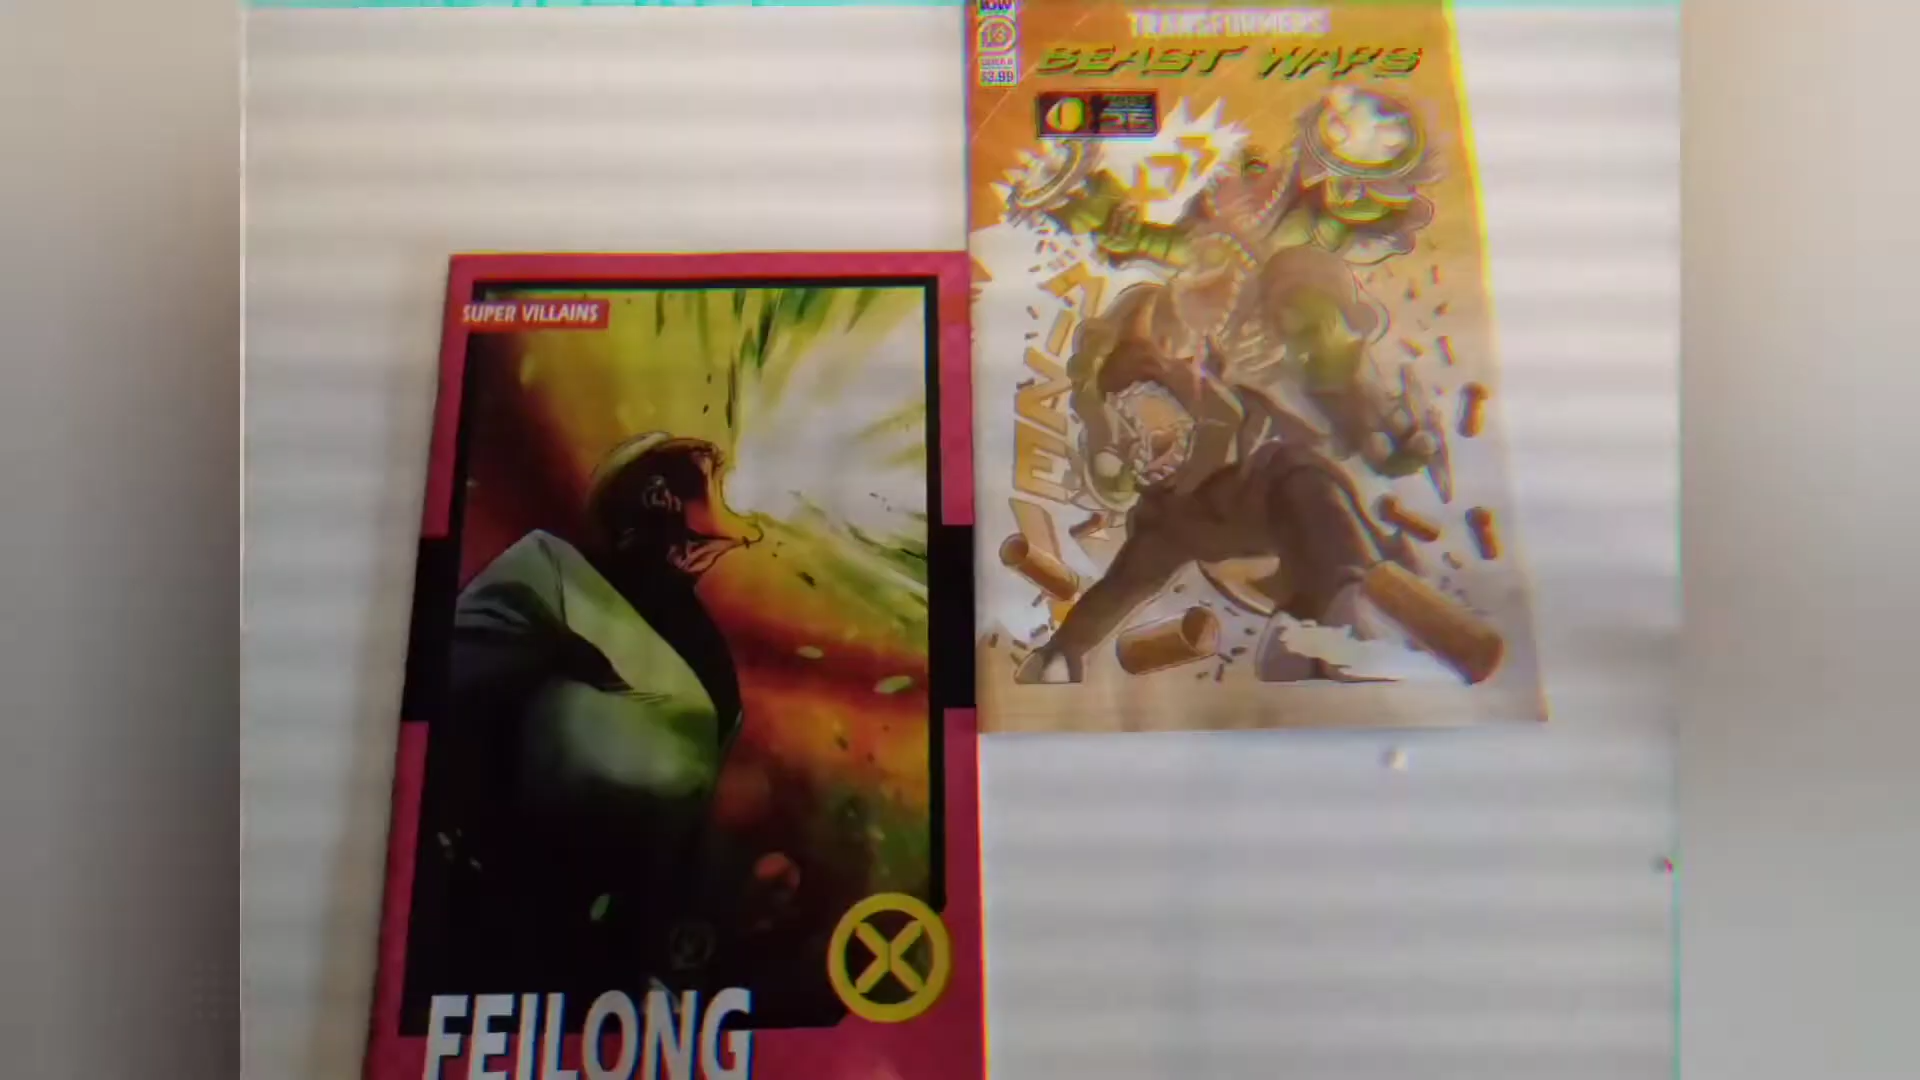 SUPER VILLAINS
FEILONG
IDW
13
$3.99
TRANSFORMERS
BEAST WARS
25